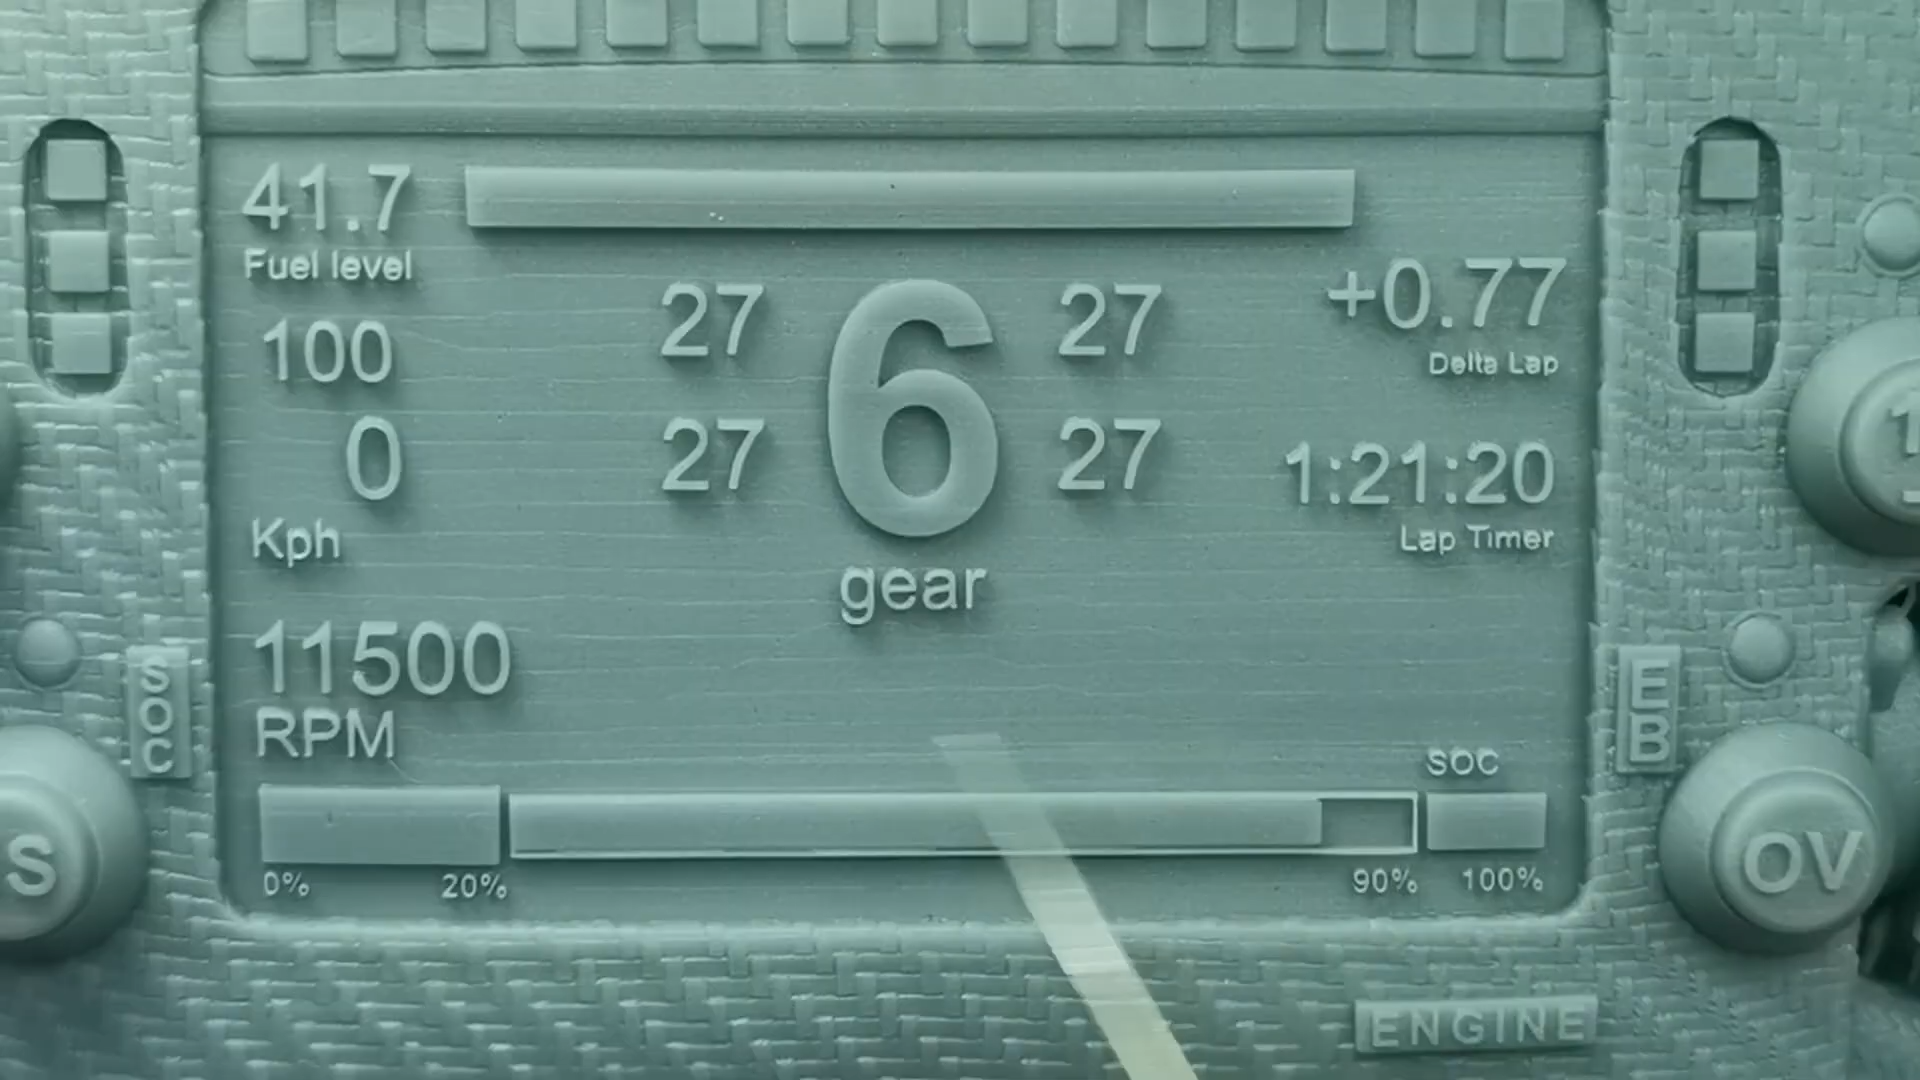 41.7
Fuel level
100
0
Kph
11500
RPM
27
27
6
27
27
gear
+0.77
Delta Lap
1:21:20
Lap Timer
SOC
0%
20%
90%
100%
SOC
EB
S
OV
ENGINE